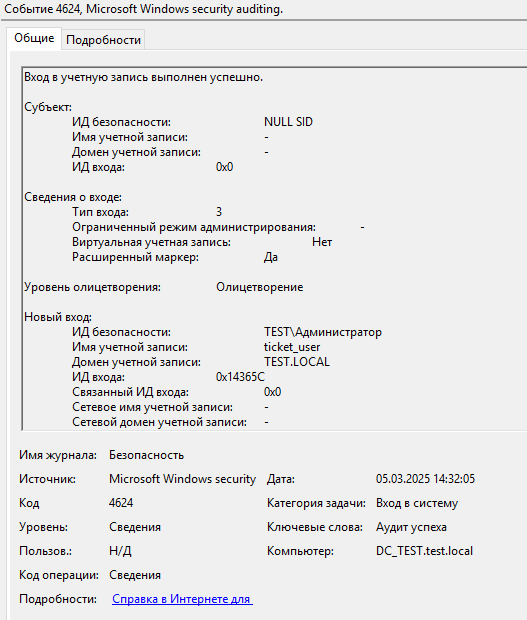 Событие 4624, Microsoft Windows security auditing.
Общие Подробности
Вход в учетную запись выполнен успешно.
Субъект:
ИД безопасности: NULL SID
Имя учетной записи: -
Домен учетной записи: -
ИД входа: 0x0
Сведения о входе:
Тип входа: 3
Ограниченный режим администрирования: -
Виртуальная учетная запись: Нет
Расширенный маркер: Да
Уровень олицетворения: Олицетворение
Новый вход:
ИД безопасности: TEST\Администратор
Имя учетной записи: ticket_user
Домен учетной записи: TEST.LOCAL
ИД входа: 0x14365C
Связанный ИД входа: 0x0
Сетевое имя учетной записи: -
Сетевой домен учетной записи: -
Имя журнала: Безопасность
Источник: Microsoft Windows security Дата: 05.03.2025 14:32:05
Код 4624 Категория задачи: Вход в систему
Уровень: Сведения Ключевые слова: Аудит успеха
Пользов.: Н/Д Компьютер: DC_TEST.test.local
Код операции: Сведения
Подробности: Справка в Интернете для